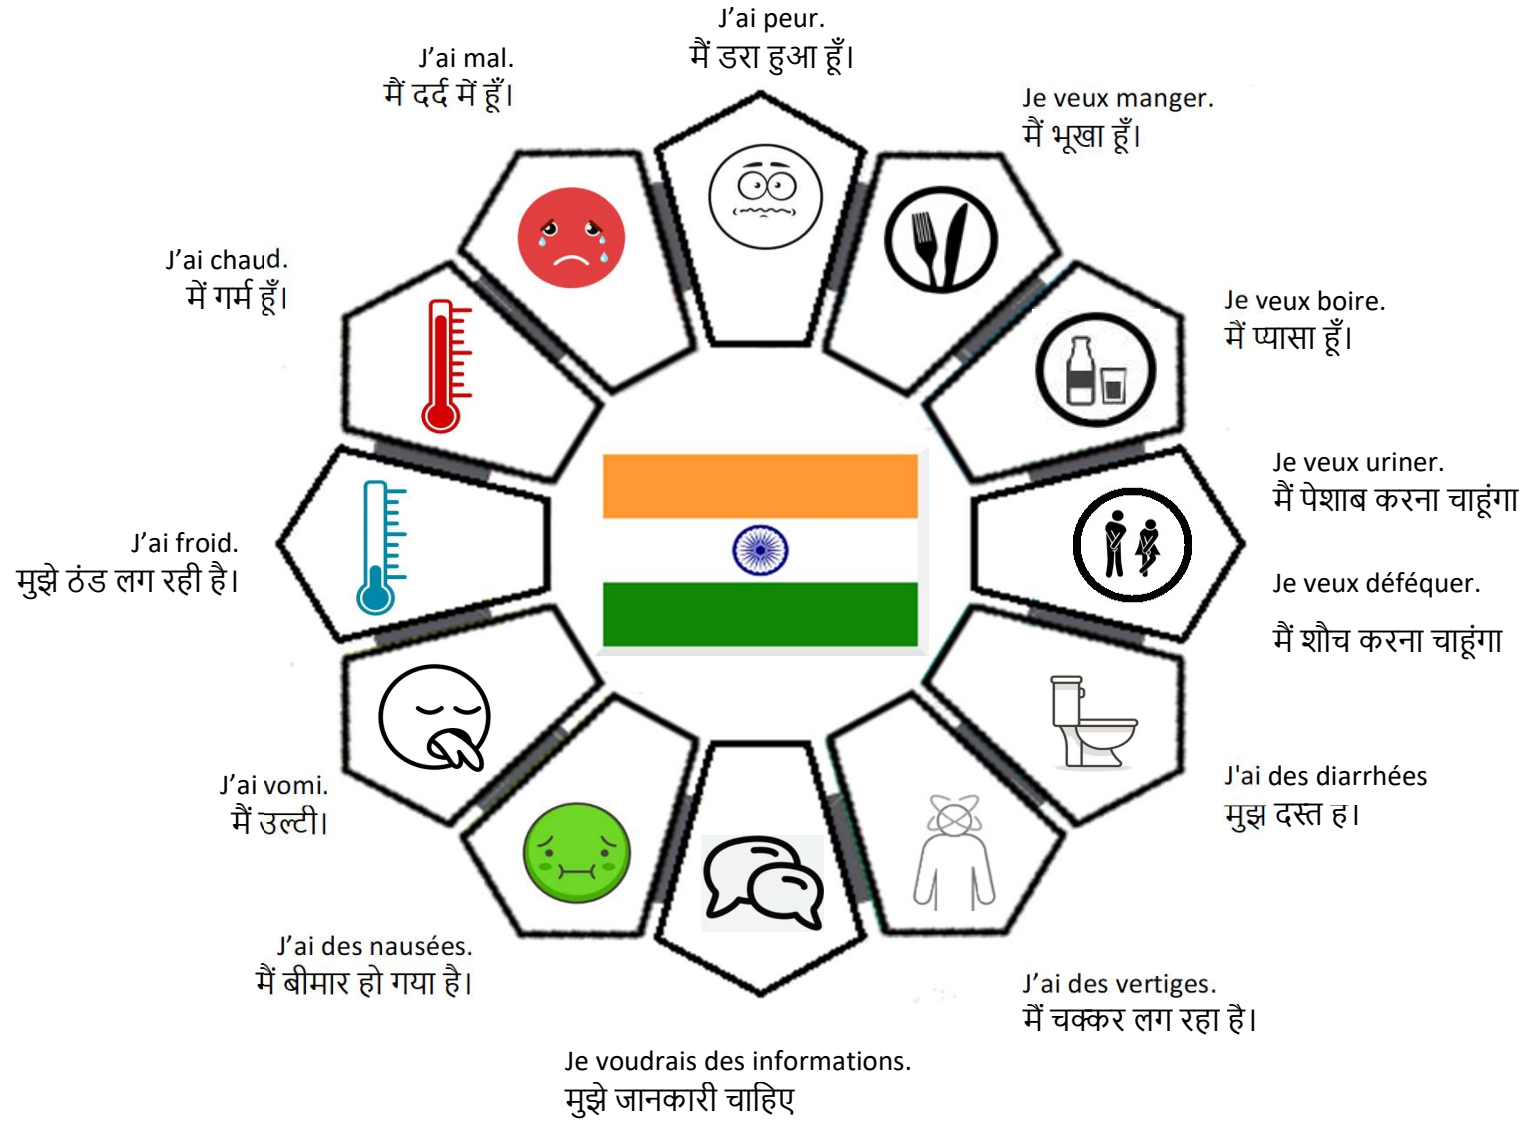 J’ai peur.
मैं डरा हुआ हूँ।
J’ai mal.
मैं दर्द में हूँ।
Je veux manger.
मैं भूखा हूँ।
J’ai chaud.
में गर्म हूँ।
Je veux boire.
मैं प्यासा हूँ।
Je veux uriner.
मैं पेशाब करना चाहूंगा
J’ai froid.
मुझे ठंड लग रही है।
Je veux déféquer.
मैं शौच करना चाहूंगा
J’ai vomi.
मैं उल्टी।
J'ai des diarrhées
मुझ दस्त ह।
J’ai des nausées.
मैं बीमार हो गया है।
J’ai des vertiges.
मैं चक्कर लग रहा है।
Je voudrais des informations.
मुझे जानकारी चाहिए